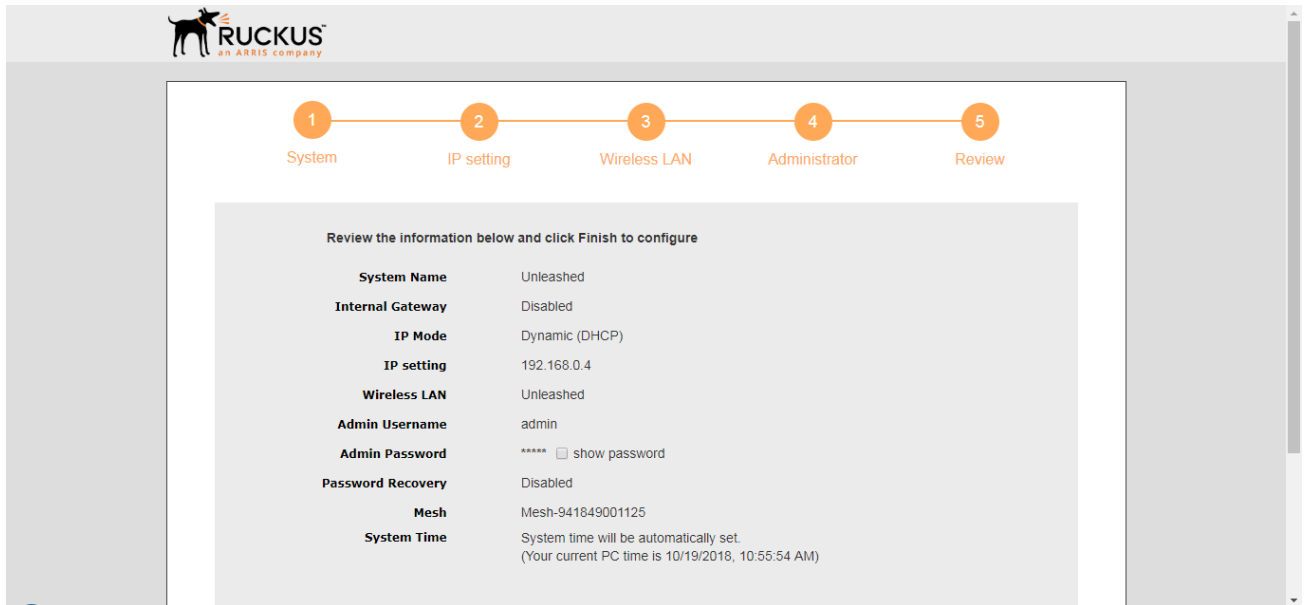 RUCKUS™
an ARRIS company
1 2 3 4 5
System IP setting Wireless LAN Administrator Review
Review the information below and click Finish to configure
System Name Unleashed
Internal Gateway Disabled
IP Mode Dynamic (DHCP)
IP setting 192.168.0.4
Wireless LAN Unleashed
Admin Username admin
Admin Password ***** show password
Password Recovery Disabled
Mesh Mesh-941849001125
System Time System time will be automatically set.
(Your current PC time is 10/19/2018, 10:55:54 AM)